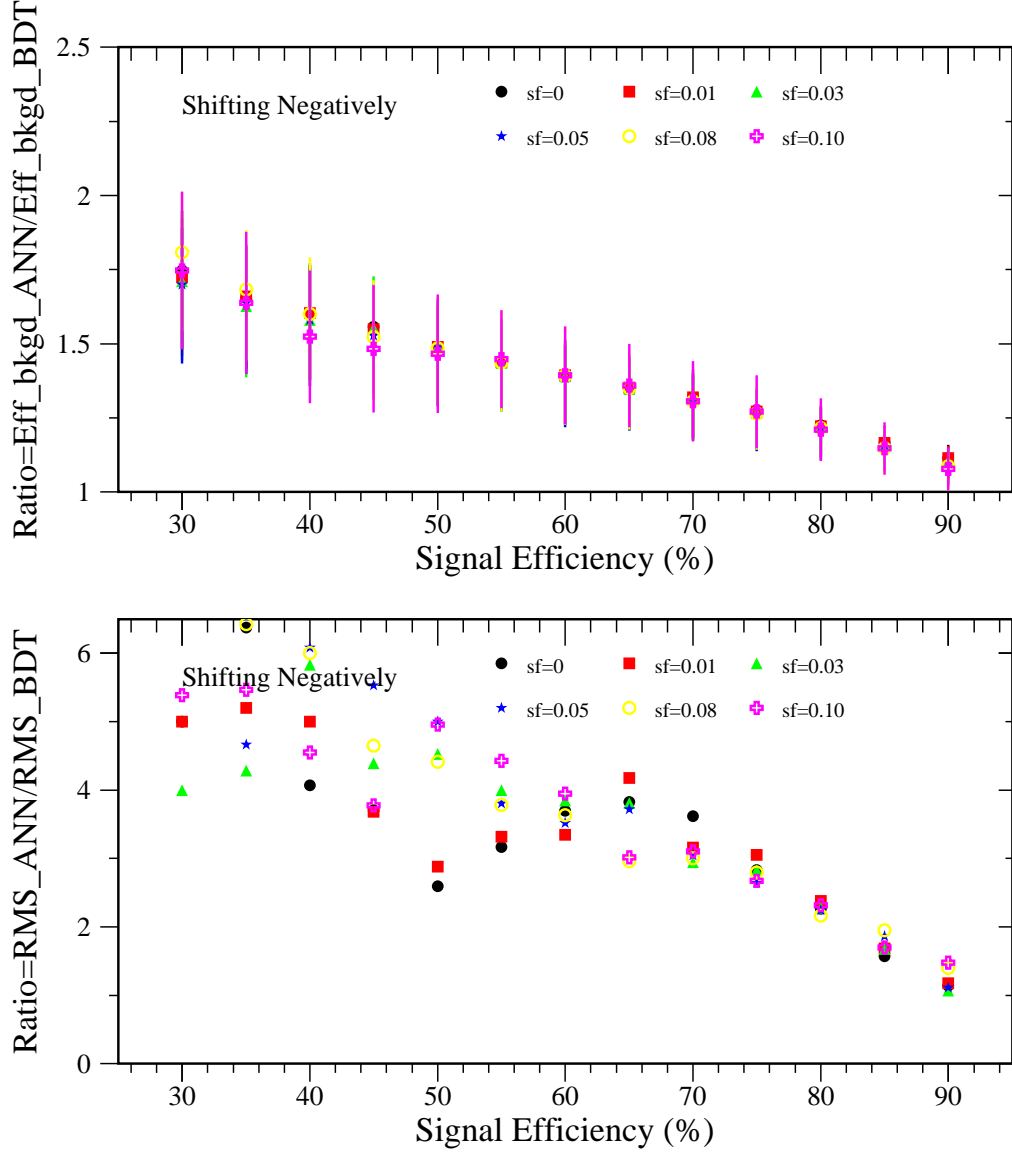 Ratio=Eff_bkgd_ANN/Eff_bkgd_BDT
2.5
2
1.5
1
Shifting Negatively
sf=0 sf=0.01 sf=0.03
sf=0.05 sf=0.08 sf=0.10
30 40 50 60 70 80 90
Signal Efficiency (%)
Ratio=RMS_ANN/RMS_BDT
6
4
2
0
Shifting Negatively
sf=0 sf=0.01 sf=0.03
sf=0.05 sf=0.08 sf=0.10
30 40 50 60 70 80 90
Signal Efficiency (%)